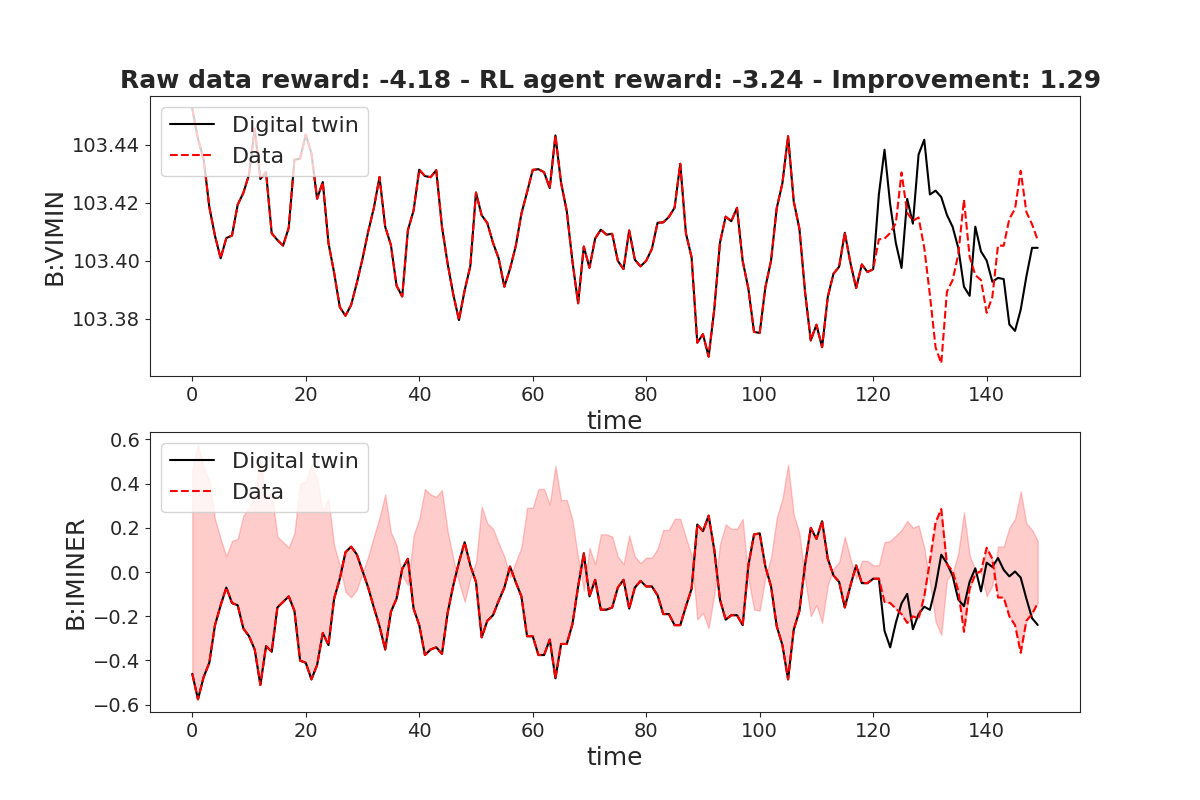 Raw data reward: -4.18 - RL agent reward: -3.24 - Improvement: 1.29
Digital twin
Data
B:VIMIN
103.44
103.42
103.40
103.38
0 20 40 60 80 100 120 140
time
Digital twin
Data
B:IMINER
0.6
0.4
0.2
0.0
−0.2
−0.4
−0.6
0 20 40 60 80 100 120 140
time